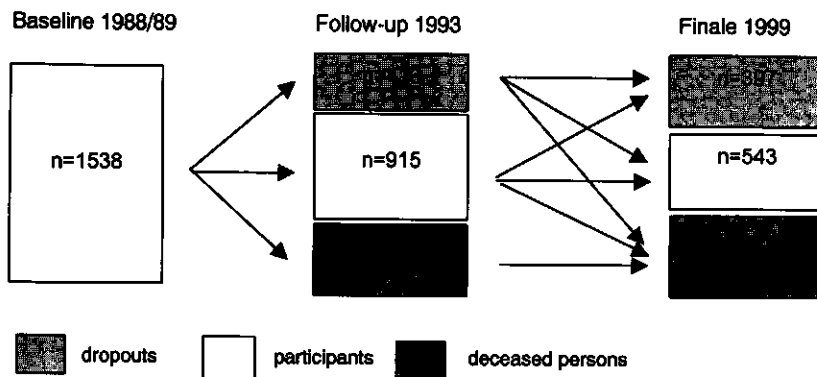 Baseline 1988/89 Follow-up 1993 Finale 1999
n=1538 n=915 n=543
dropouts participants deceased persons